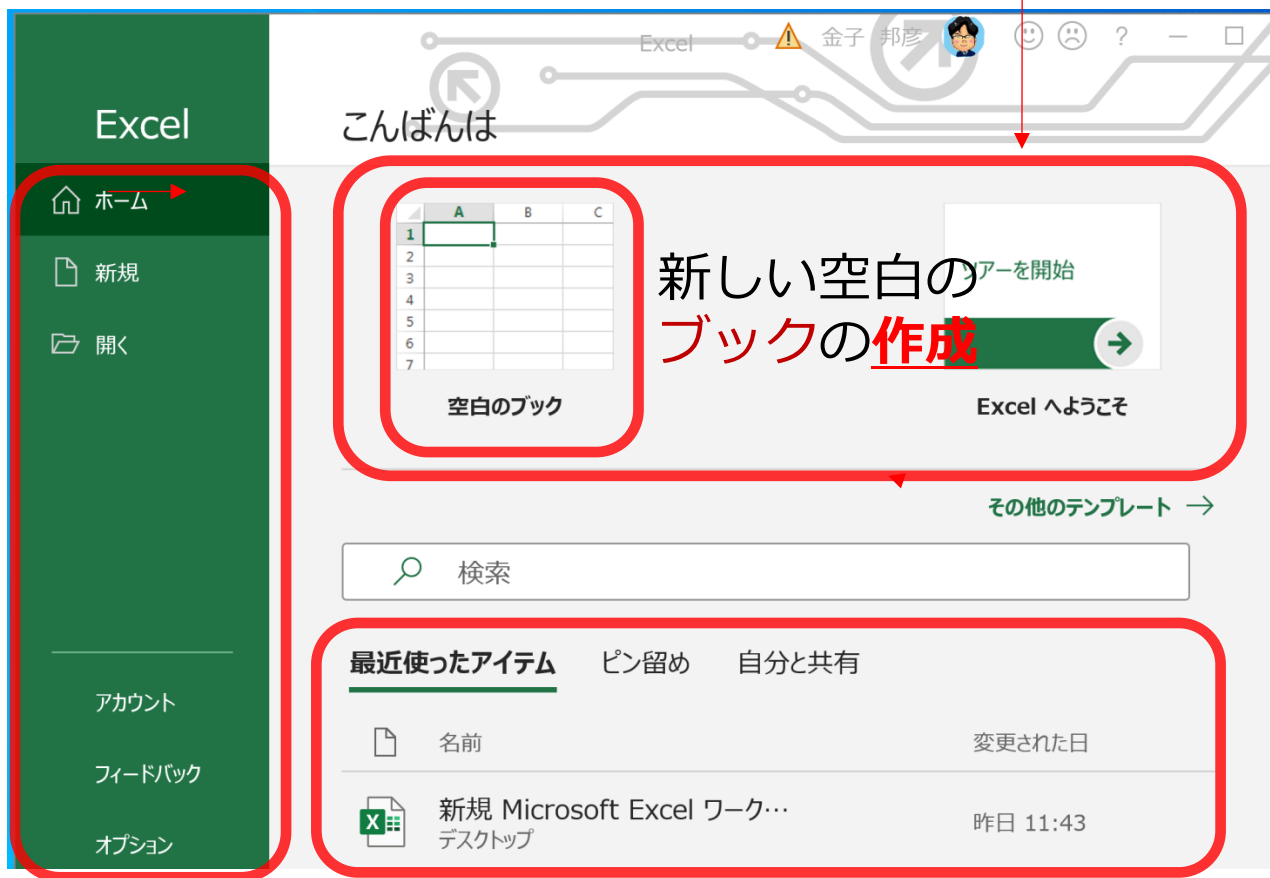 Excel
金子 邦彦
?
Excel
こんばんは
ホーム
新規
開く
アカウント
フィードバック
オプション
A B C
1
2
3
4
5
6
7
空白のブック
新しい空白の
ブックの作成
ツアーを開始
Excel へようこそ
その他のテンプレート →
検索
最近使ったアイテム ピン留め 自分と共有
名前 変更された日
新規 Microsoft Excel ワーク… 昨日 11:43
デスクトップ